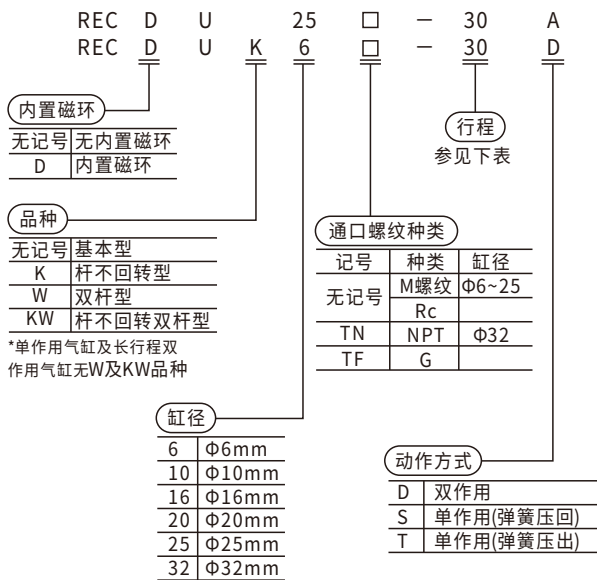 REC D U 25 □ － 30 A
REC D U K 6 □ － 30 D
内置磁环
无记号 无内置磁环
D 内置磁环
品种
无记号 基本型
K 杆不回转型
W 双杆型
KW 杆不回转双杆型
*单作用气缸及长行程双
作用气缸无W及KW品种
行程
参见下表
通口螺纹种类
记号 种类 缸径
无记号 M螺纹 Φ6~25
Rc
TN NPT Φ32
TF G
缸径
6 Φ6mm
10 Φ10mm
16 Φ16mm
20 Φ20mm
25 Φ25mm
32 Φ32mm
动作方式
D 双作用
S 单作用(弹簧压回)
T 单作用(弹簧压出)